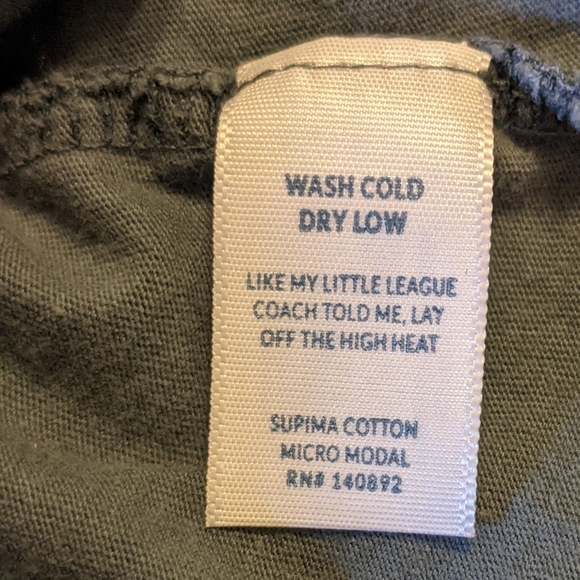 WASH COLD
DRY LOW
LIKE MY LITTLE LEAGUE
COACH TOLD ME, LAY
OFF THE HIGH HEAT
SUPIMA COTTON
MICRO MODAL
RN# 140892